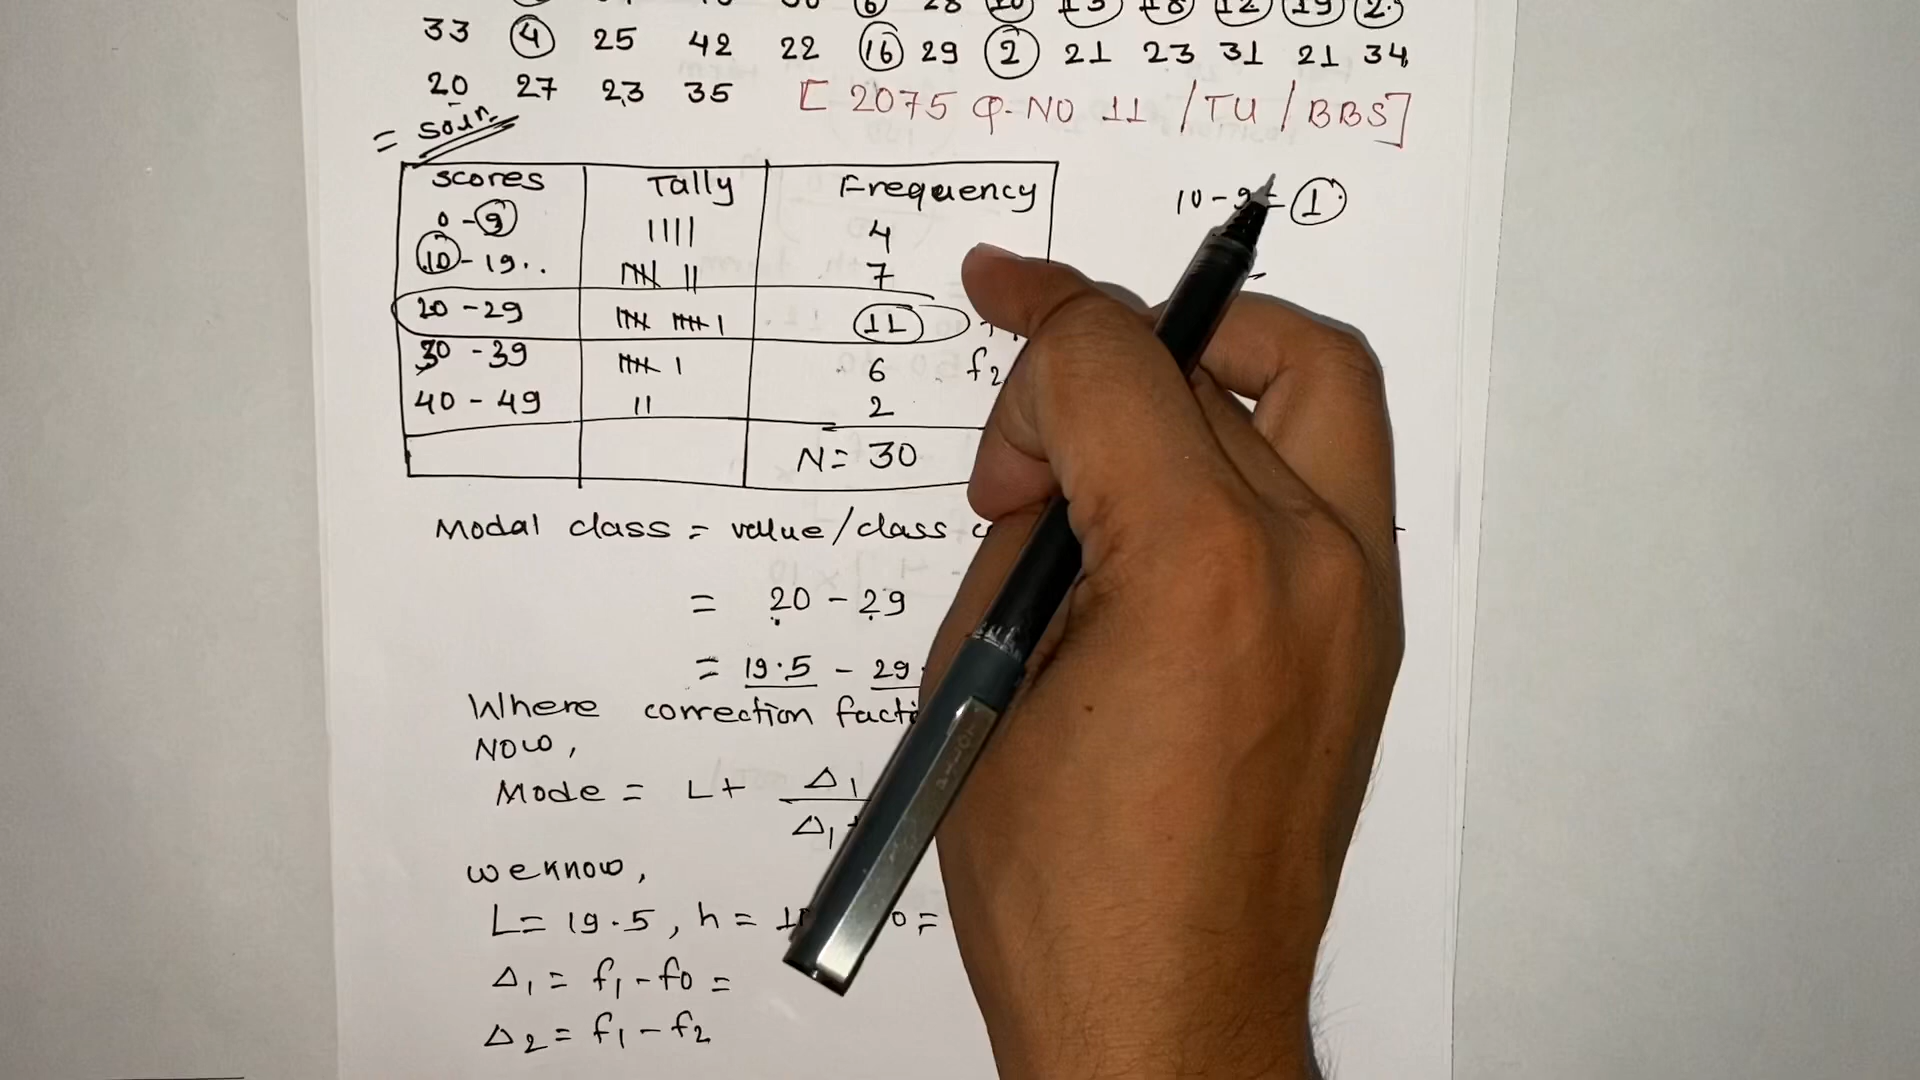 28
33 4 25 42 22 16 29 2 21 23 31 21 34
20 27 23 35 [2075 Q.NO 11 /TU/BBS]
= Soln.
Scores Tally Frequency
0-9 |||| 4
10-19.. |||| || 7
20-29 |||| |||| | 11
30-39 |||| | 6 f2
40-49 || 2
N= 30
10-9= 1
Modal class = value/class
= 20-29
= 19.5 - 29
Where correction
Now,
Mode = L+ Δ1
Δ1+
we know,
L= 19.5, h=
Δ1 = f1-f0 =
Δ2 = f1-f2